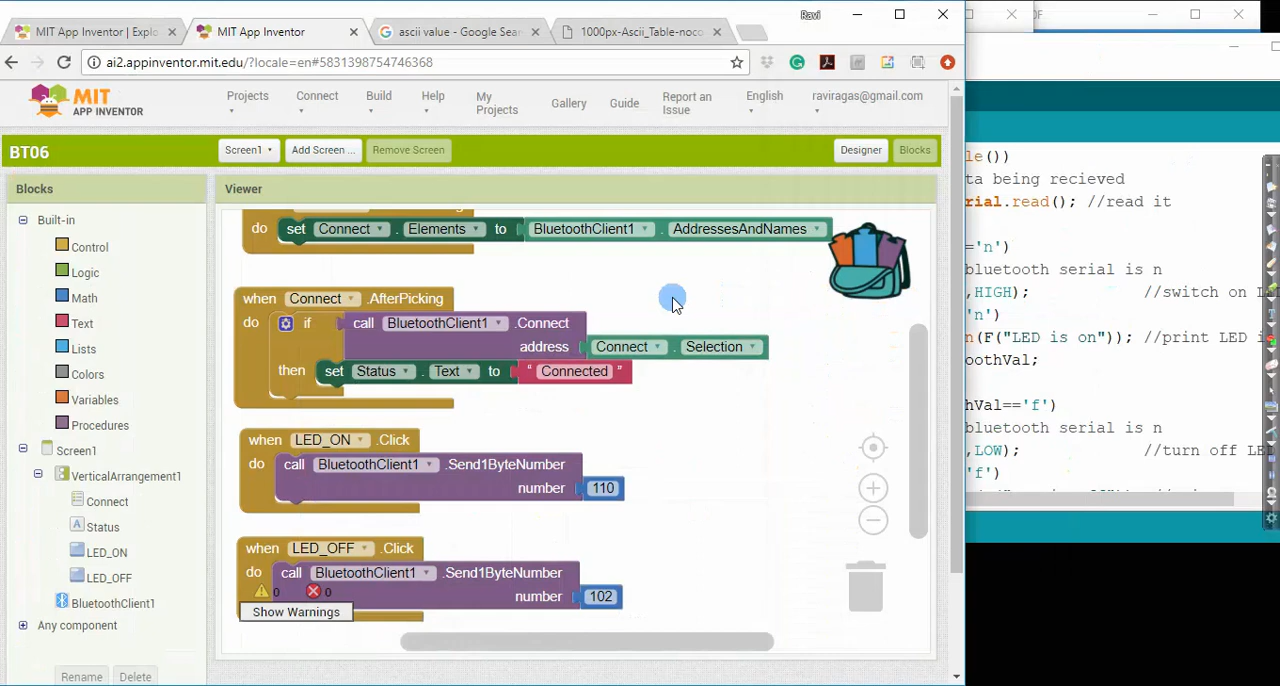 Ravi
MIT App Inventor | Explo
MIT App Inventor
ascii value - Google Sear
1000px-Ascii_Table-noco
ai2.appinventor.mit.edu/?locale=en#5831398754746368
MIT
APP INVENTOR
Projects
Connect
Build
Help
My Projects
Gallery
Guide
Report an Issue
English
raviragas@gmail.com
BT06
Screen1
Add Screen ...
Remove Screen
Designer
Blocks
Blocks
Viewer
Built-in
Control
Logic
Math
Text
Lists
Colors
Variables
Procedures
Screen1
VerticalArrangement1
Connect
A Status
LED_ON
LED_OFF
BluetoothClient1
Any component
Rename
Delete
do set Connect . Elements to BluetoothClient1 . AddressesAndNames
when Connect .AfterPicking
do if call BluetoothClient1 .Connect
address Connect . Selection
then set Status . Text to “ Connected ”
when LED_ON .Click
do call BluetoothClient1 .Send1ByteNumber
number 110
when LED_OFF .Click
do call BluetoothClient1 .Send1ByteNumber
0 0 number 102
Show Warnings
le())
ta being recieved
rial.read(); //read it
='n')
bluetooth serial is n
,HIGH); //switch on LE
'n')
n(F("LED is on")); //print LED i
oothVal;
hVal=='f')
bluetooth serial is n
,LOW); //turn off L
'f')